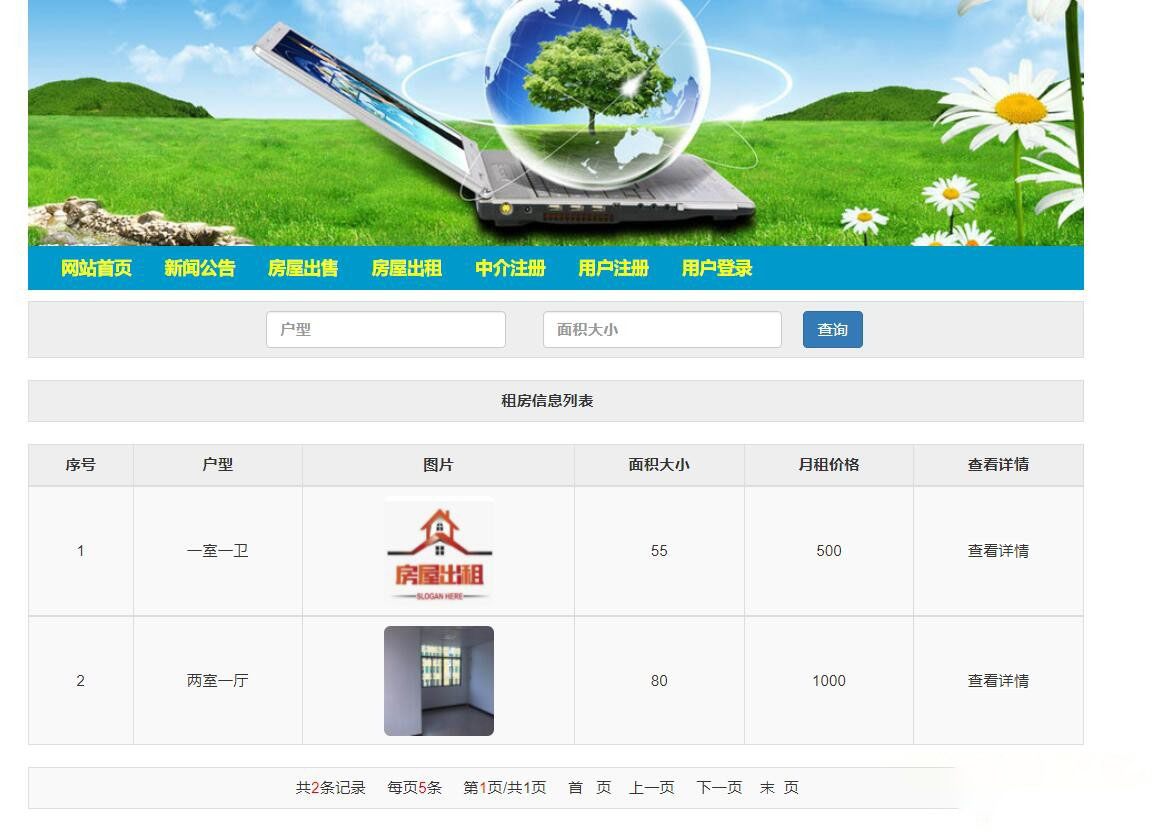 网站首页 新闻公告 房屋出售 房屋出租 中介注册 用户注册 用户登录
户型 面积大小 查询
租房信息列表
序号 户型 图片 面积大小 月租价格 查看详情
1 一室一卫 房屋出租 SLOGAN HERE 55 500 查看详情
2 两室一厅 80 1000 查看详情
共2条记录 每页5条 第1页/共1页 首 页 上一页 下一页 末 页